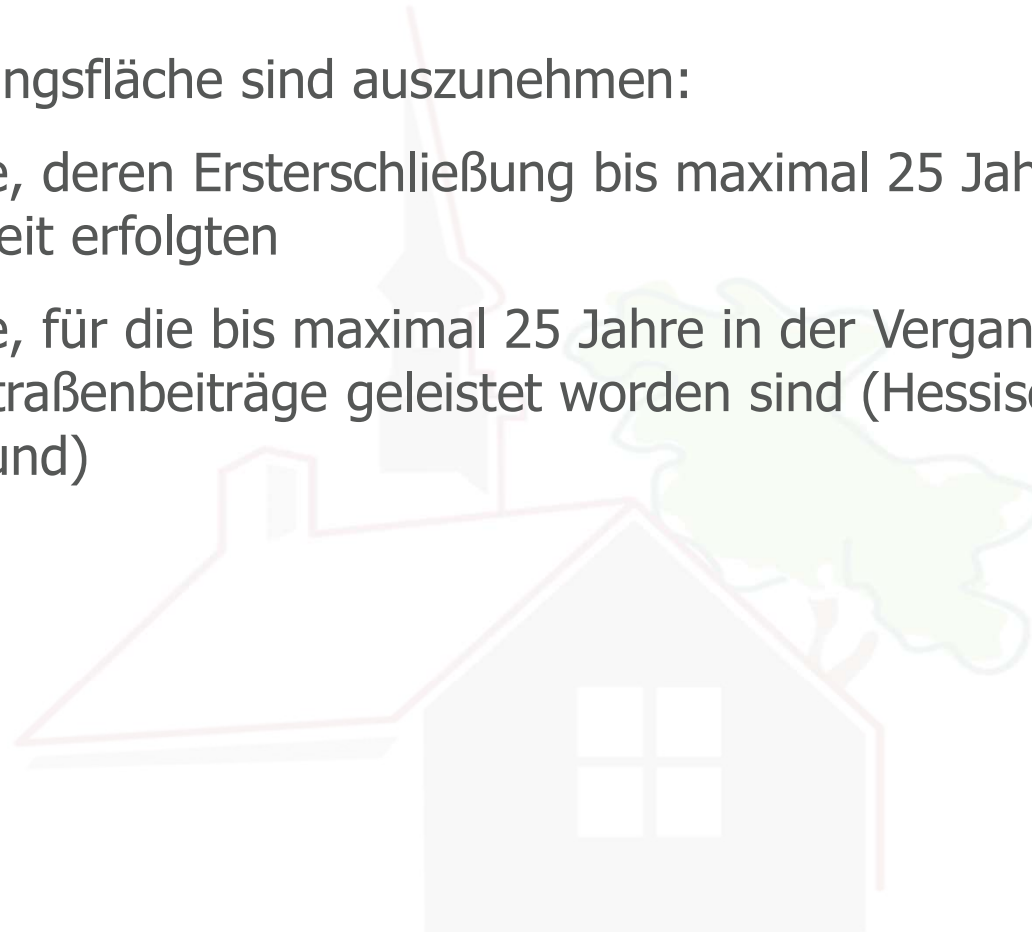 ngsfläche sind auszunehmen:
e, deren Ersterschließung bis maximal 25 Jah
eit erfolgten
e, für die bis maximal 25 Jahre in der Vergan
traßenbeiträge geleistet worden sind (Hessisc
und)